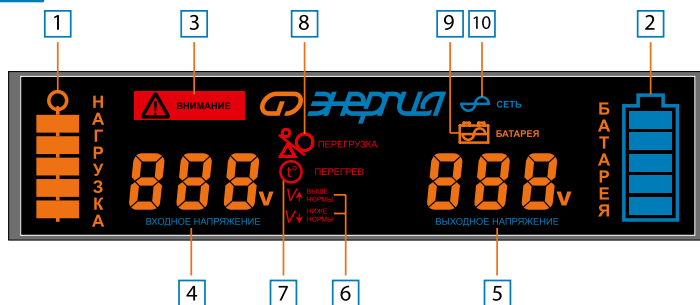 1
3
8
9
10
2
НАГРУЗКА
ВНИМАНИЕ
ЭНЕРГИЯ
СЕТЬ
БАТАРЕЯ
БАТАРЕЯ
ПЕРЕГРУЗКА
t° ПЕРЕГРЕВ
888v
888v
V ВЫШЕ
НОРМЫ
V НИЖЕ
НОРМЫ
ВХОДНОЕ НАПРЯЖЕНИЕ
ВЫХОДНОЕ НАПРЯЖЕНИЕ
4
7
6
5